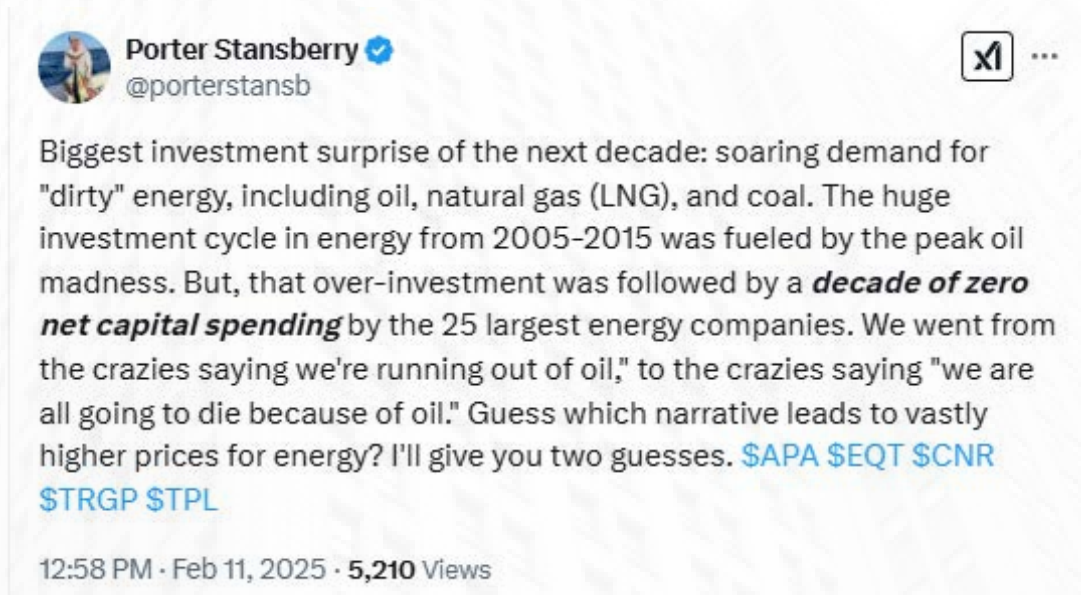 Porter Stansberry
@porterstansb
Biggest investment surprise of the next decade: soaring demand for
"dirty" energy, including oil, natural gas (LNG), and coal. The huge
investment cycle in energy from 2005-2015 was fueled by the peak oil
madness. But, that over-investment was followed by a decade of zero
net capital spending by the 25 largest energy companies. We went from
the crazies saying we're running out of oil," to the crazies saying "we are
all going to die because of oil." Guess which narrative leads to vastly
higher prices for energy? I'll give you two guesses. $APA $EQT $CNR
$TRGP $TPL
12:58 PM · Feb 11, 2025 · 5,210 Views